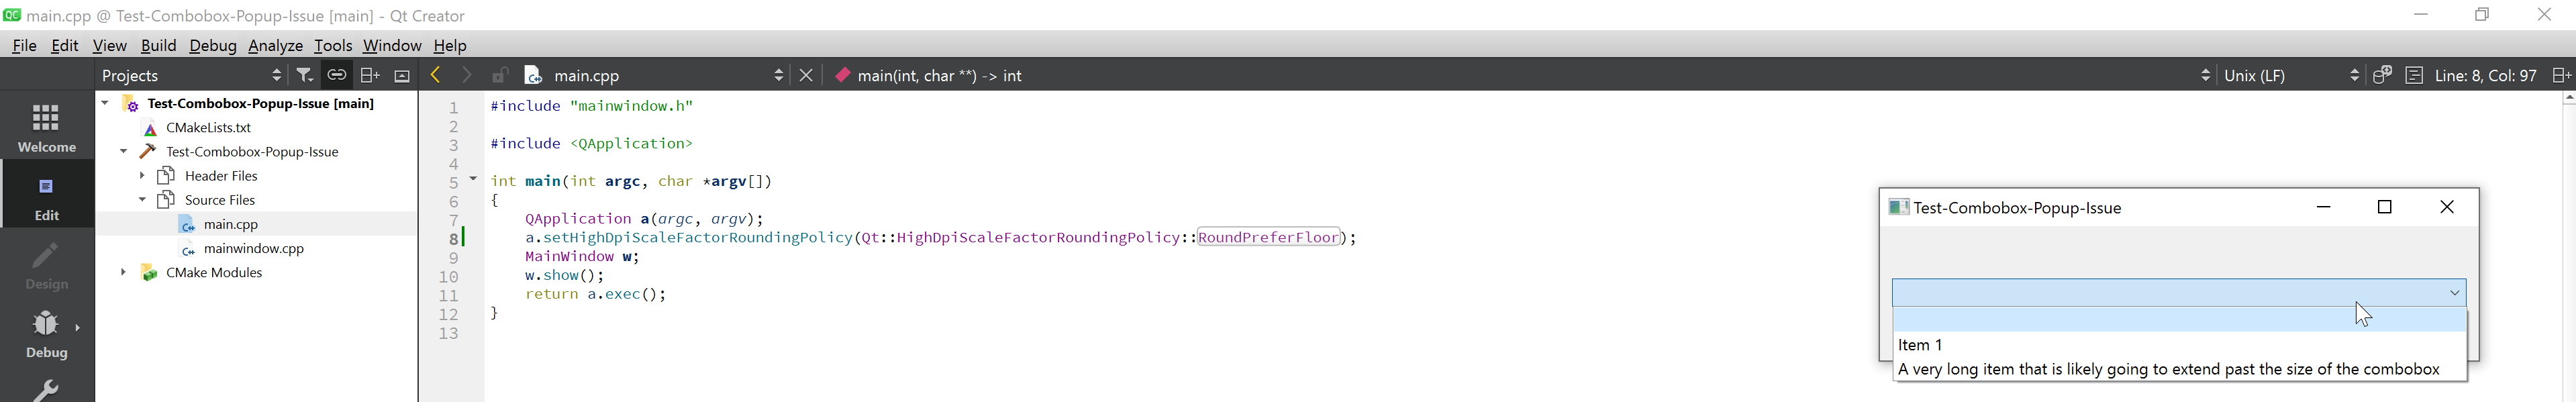 main.cpp @ Test-Combobox-Popup-Issue [main] - Qt Creator
File Edit View Build Debug Analyze Tools Window Help
Projects
main.cpp
main(int, char **) -> int
Unix (LF)
Line: 8, Col: 97
Welcome
Edit
Design
Debug
Test-Combobox-Popup-Issue [main]
CMakeLists.txt
Test-Combobox-Popup-Issue
Header Files
Source Files
main.cpp
mainwindow.cpp
CMake Modules
1 #include "mainwindow.h"
2
3 #include <QApplication>
4
5 int main(int argc, char *argv[])
6 {
7 QApplication a(argc, argv);
8 a.setHighDpiScaleFactorRoundingPolicy(Qt::HighDpiScaleFactorRoundingPolicy::RoundPreferFloor);
9 MainWindow w;
10 w.show();
11 return a.exec();
12 }
13
Test-Combobox-Popup-Issue
Item 1
A very long item that is likely going to extend past the size of the combobox